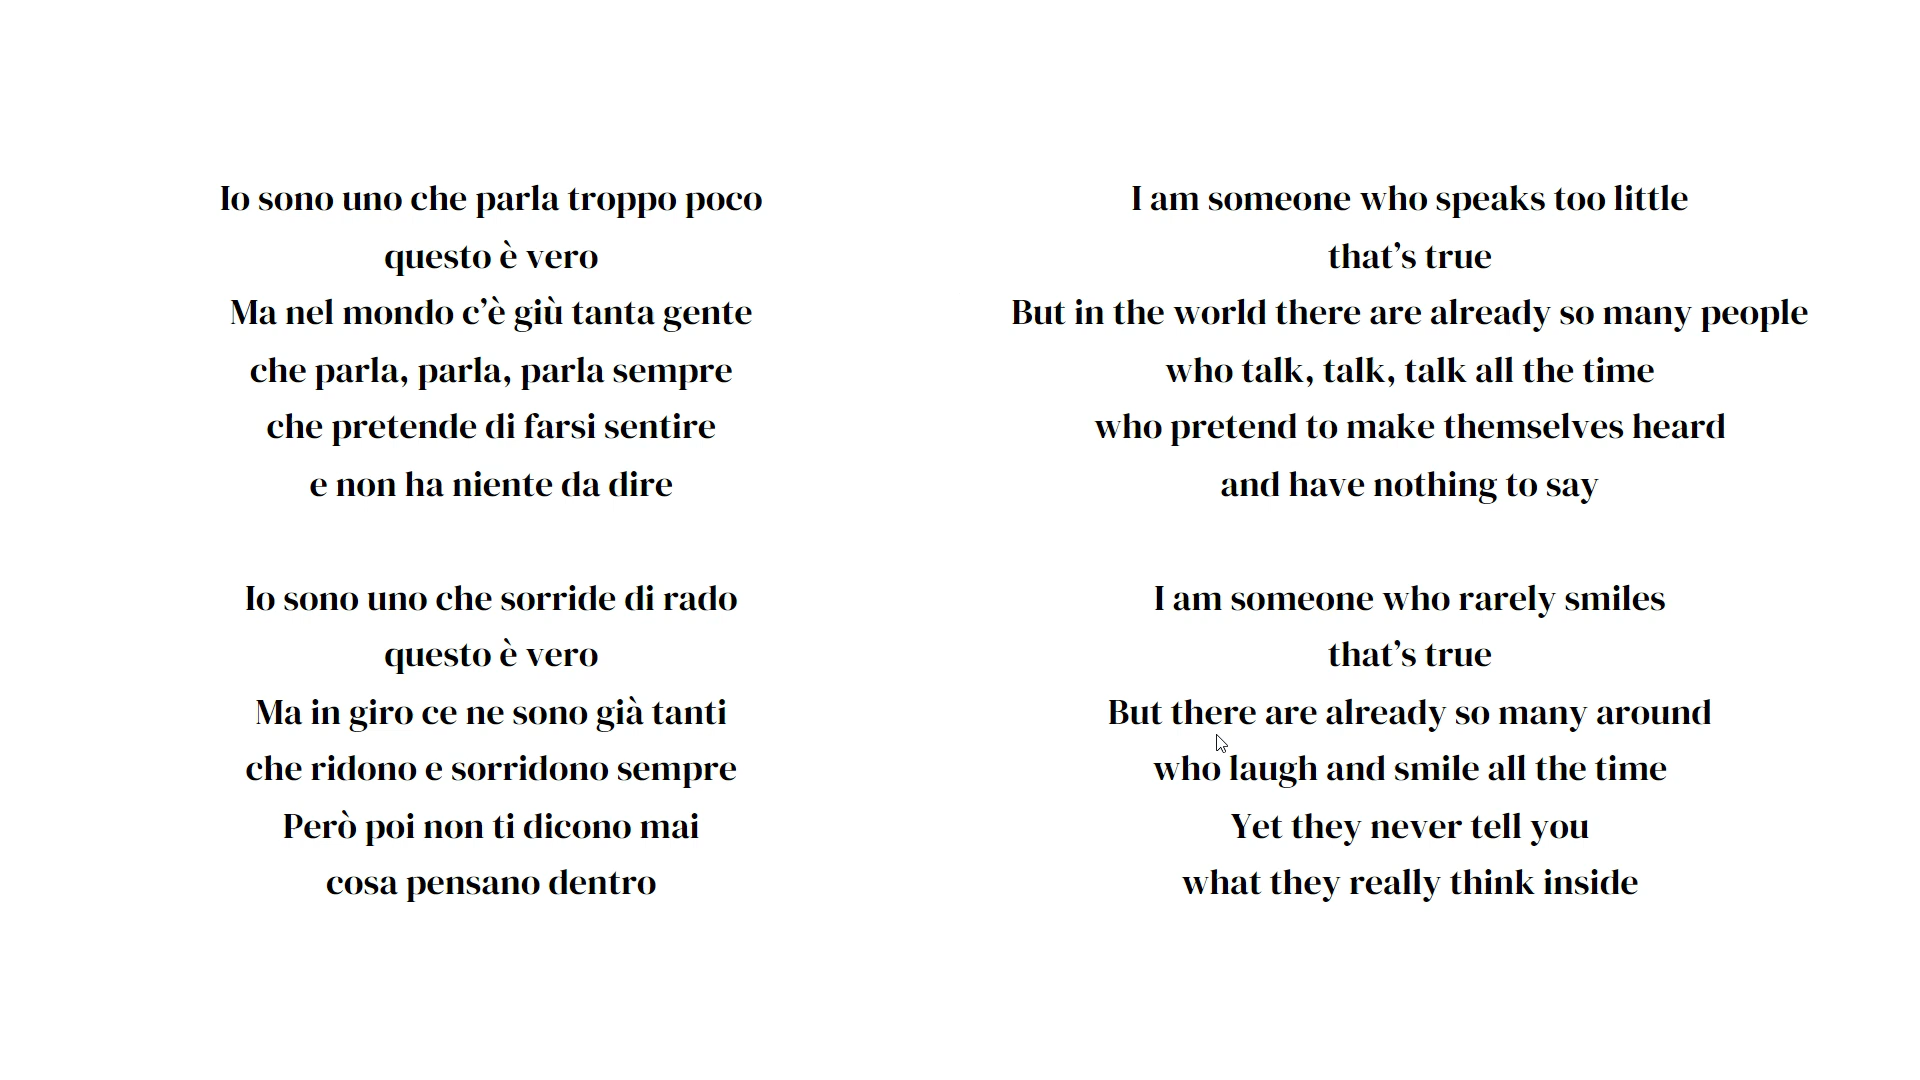 Io sono uno che parla troppo poco
questo è vero
Ma nel mondo c’è giù tanta gente
che parla, parla, parla sempre
che pretende di farsi sentire
e non ha niente da dire
Io sono uno che sorride di rado
questo è vero
Ma in giro ce ne sono già tanti
che ridono e sorridono sempre
Però poi non ti dicono mai
cosa pensano dentro
I am someone who speaks too little
that’s true
But in the world there are already so many people
who talk, talk, talk all the time
who pretend to make themselves heard
and have nothing to say
I am someone who rarely smiles
that’s true
But there are already so many around
who laugh and smile all the time
Yet they never tell you
what they really think inside